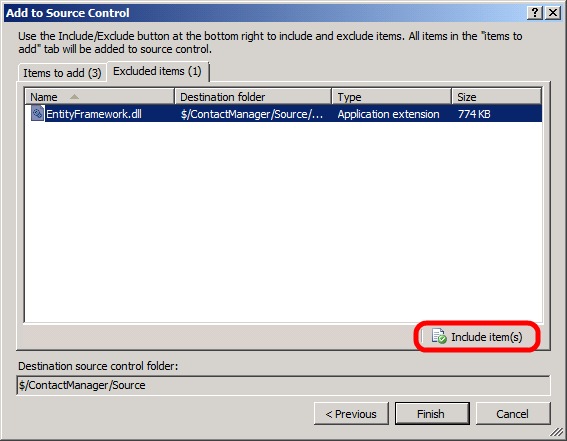 Add to Source Control
Use the Include/Exclude button at the bottom right to include and exclude items. All items in the "items to
add" tab will be added to source control.
Items to add (3) Excluded items (1)
Name Destination folder Type Size
EntityFramework.dll $/ContactManager/Source/... Application extension 774 KB
Include item(s)
Destination source control folder:
$/ContactManager/Source
< Previous Finish Cancel